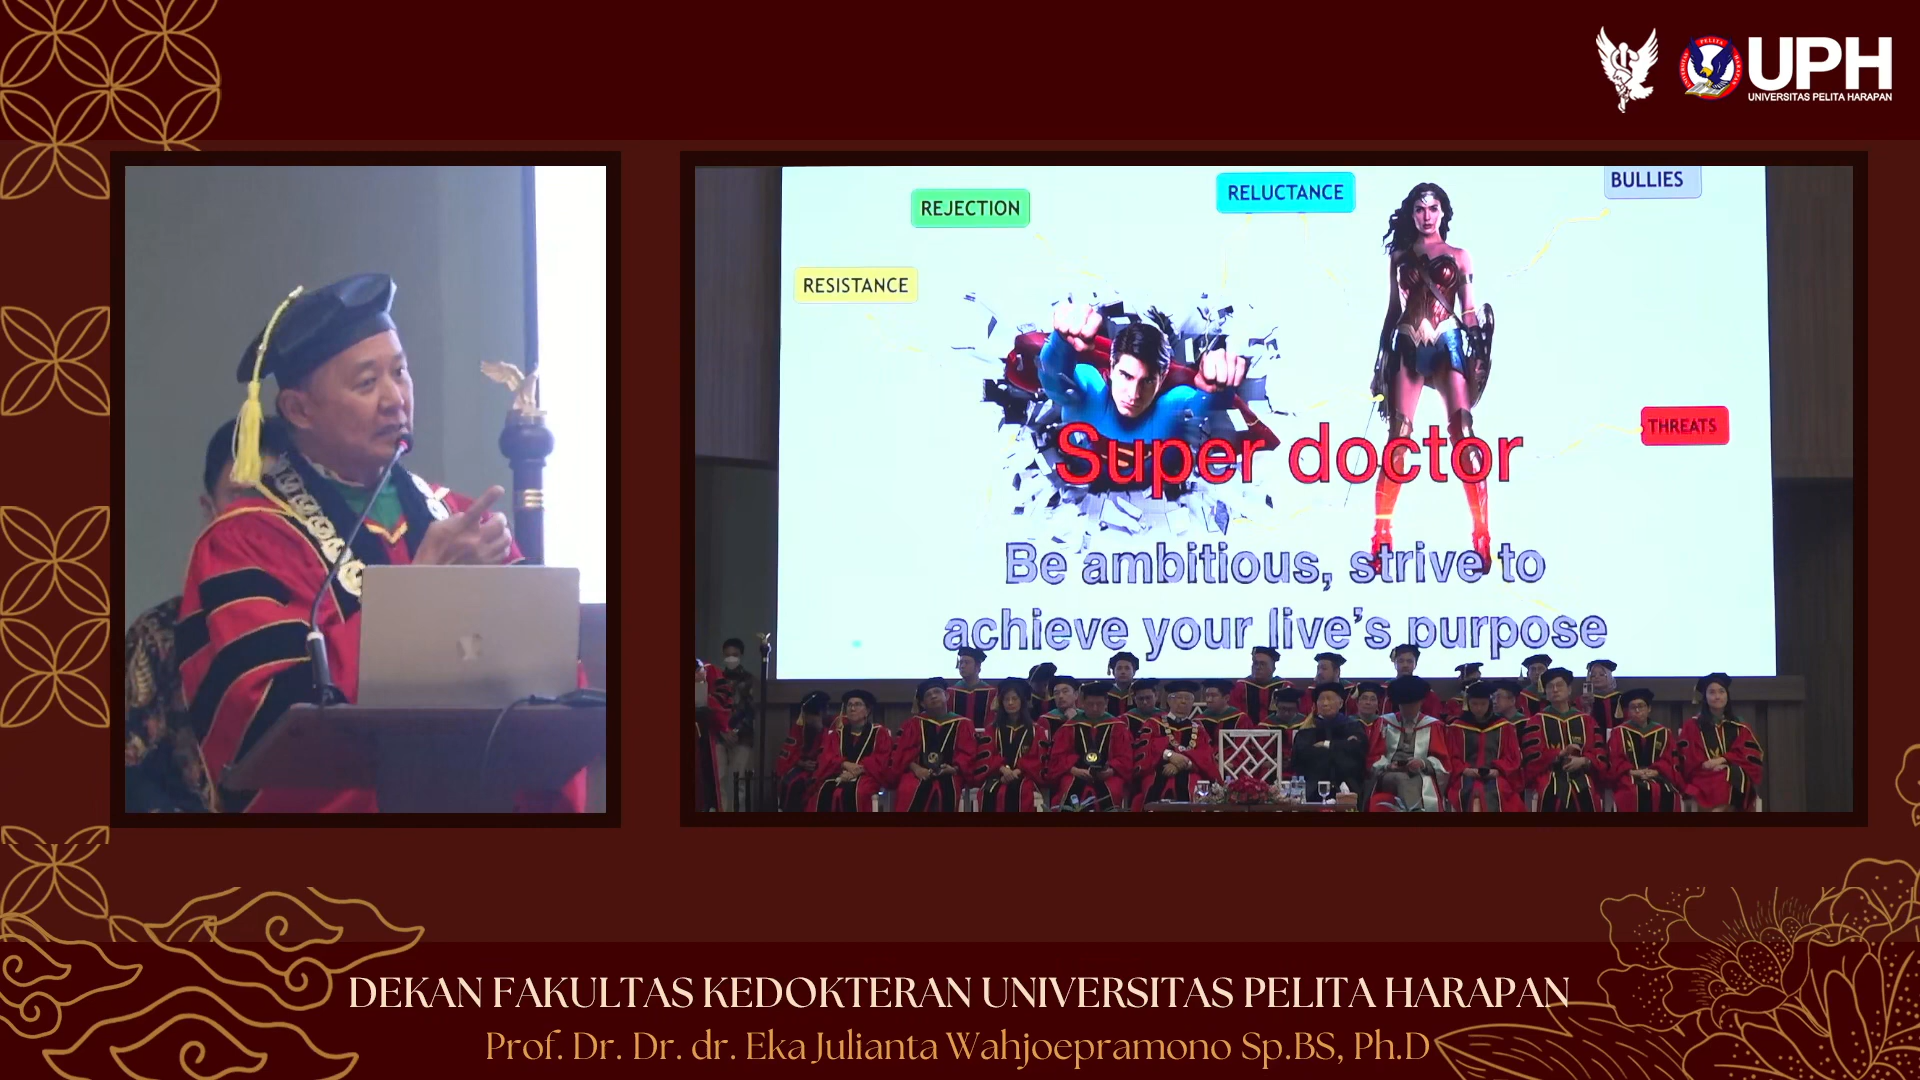 UPH
UNIVERSITAS PELITA HARAPAN
BULLIES
RELUCTANCE
REJECTION
RESISTANCE
THREATS
Super doctor
Be ambitious, strive to
achieve your live's purpose
DEKAN FAKULTAS KEDOKTERAN UNIVERSITAS PELITA HARAPAN
Prof. Dr. Dr. dr. Eka Julianta Wahjoepramono Sp.BS, Ph.D